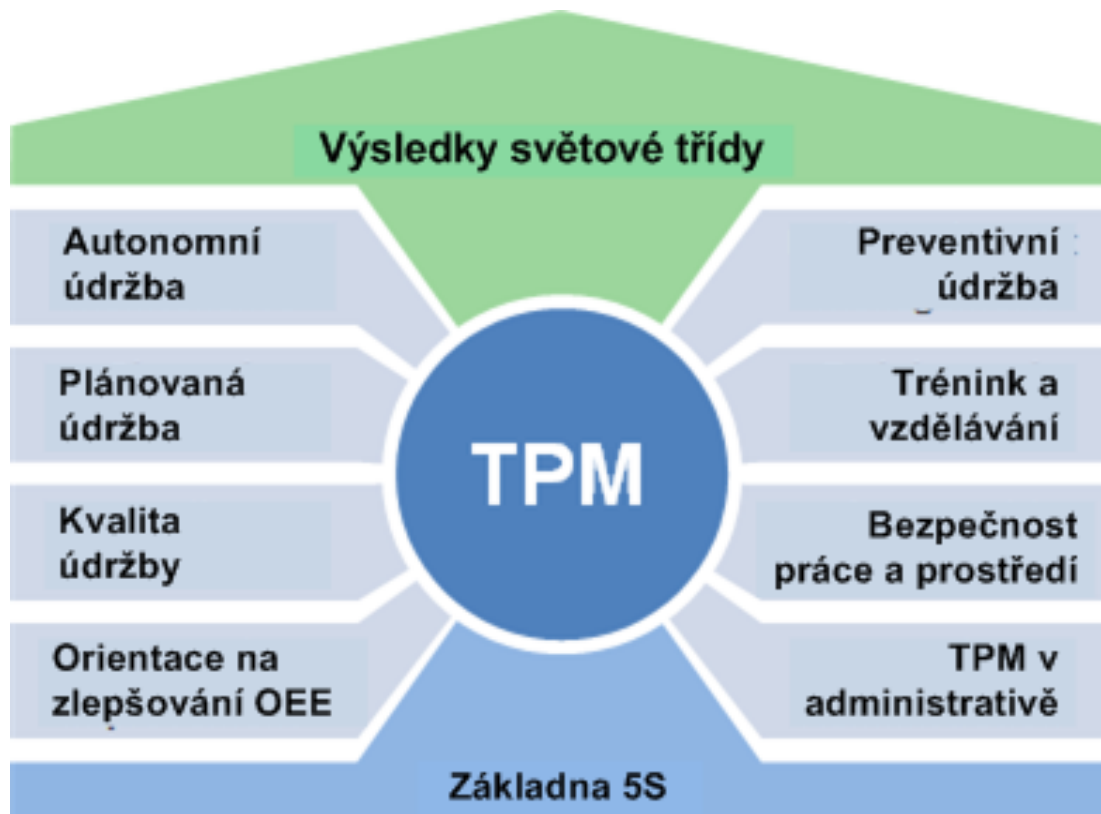 Výsledky světové třídy
Autonomní
údržba
Plánovaná
údržba
Kvalita
údržby
Orientace na
zlepšování OEE
TPM
Preventivní
údržba
Trénink a
vzdělávání
Bezpečnost
práce a prostředí
TPM v
administrativě
Základna 5S